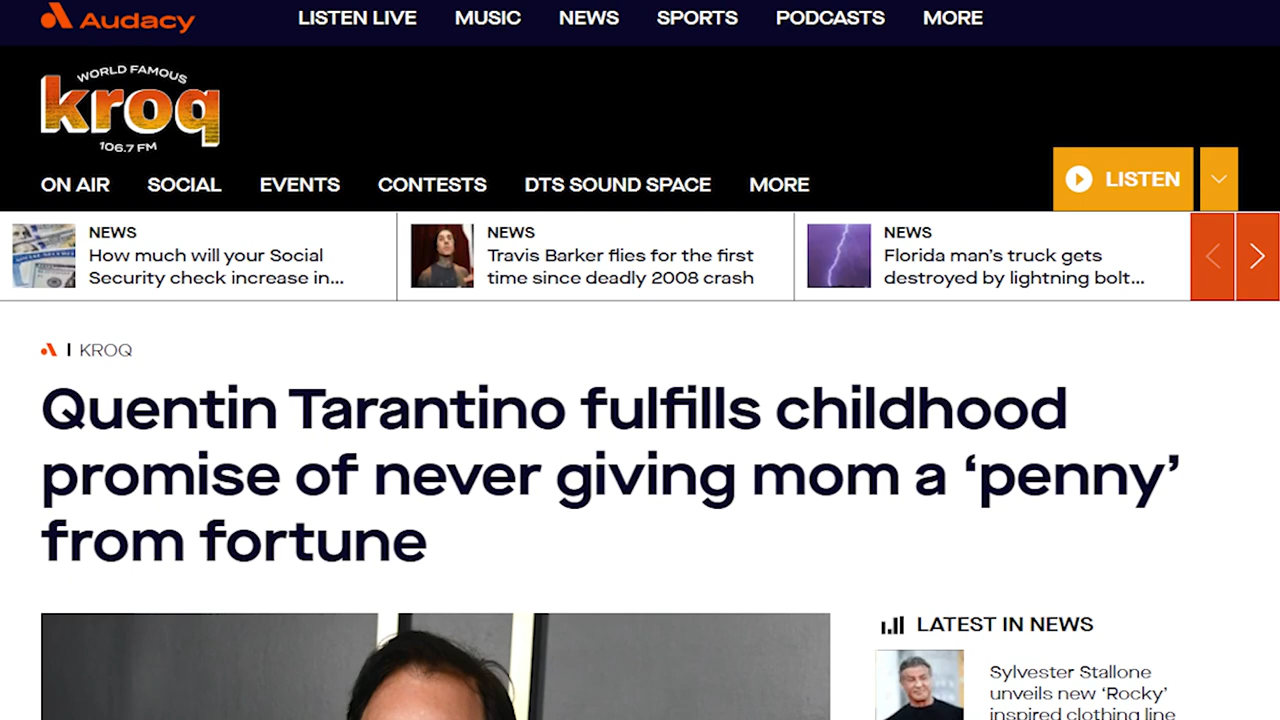 Audacy
LISTEN LIVE MUSIC NEWS SPORTS PODCASTS MORE
WORLD FAMOUS
kroq
106.7 FM
ON AIR SOCIAL EVENTS CONTESTS DTS SOUND SPACE MORE
LISTEN
NEWS
How much will your Social
Security check increase in...
NEWS
Travis Barker flies for the first
time since deadly 2008 crash
NEWS
Florida man’s truck gets
destroyed by lightning bolt...
KROQ
Quentin Tarantino fulfills childhood
promise of never giving mom a ‘penny’
from fortune
LATEST IN NEWS
Sylvester Stallone
unveils new ‘Rocky’
inspired clothing line